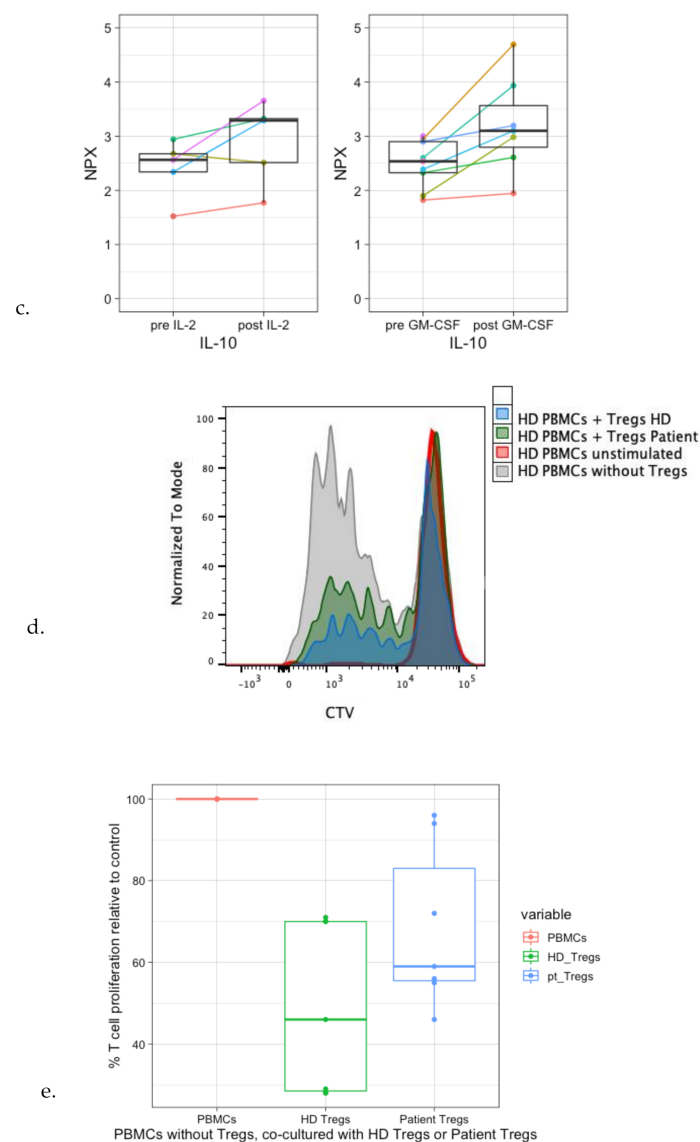 5
4
3
2
1
0
NPX
pre IL-2 post IL-2
IL-10
5
4
3
2
1
0
NPX
pre GM-CSF post GM-CSF
IL-10
c.
100
80
60
40
20
0
Normalized To Mode
-10³ 0 10³ 10⁴ 10⁵
CTV
HD PBMCs + Tregs HD
HD PBMCs + Tregs Patient
HD PBMCs unstimulated
HD PBMCs without Tregs
d.
100
80
60
40
% T cell proliferation relative to control
PBMCs HD Tregs Patient Tregs
PBMCs without Tregs, co-cultured with HD Tregs or Patient Tregs
variable
PBMCs
HD_Tregs
pt_Tregs
e.